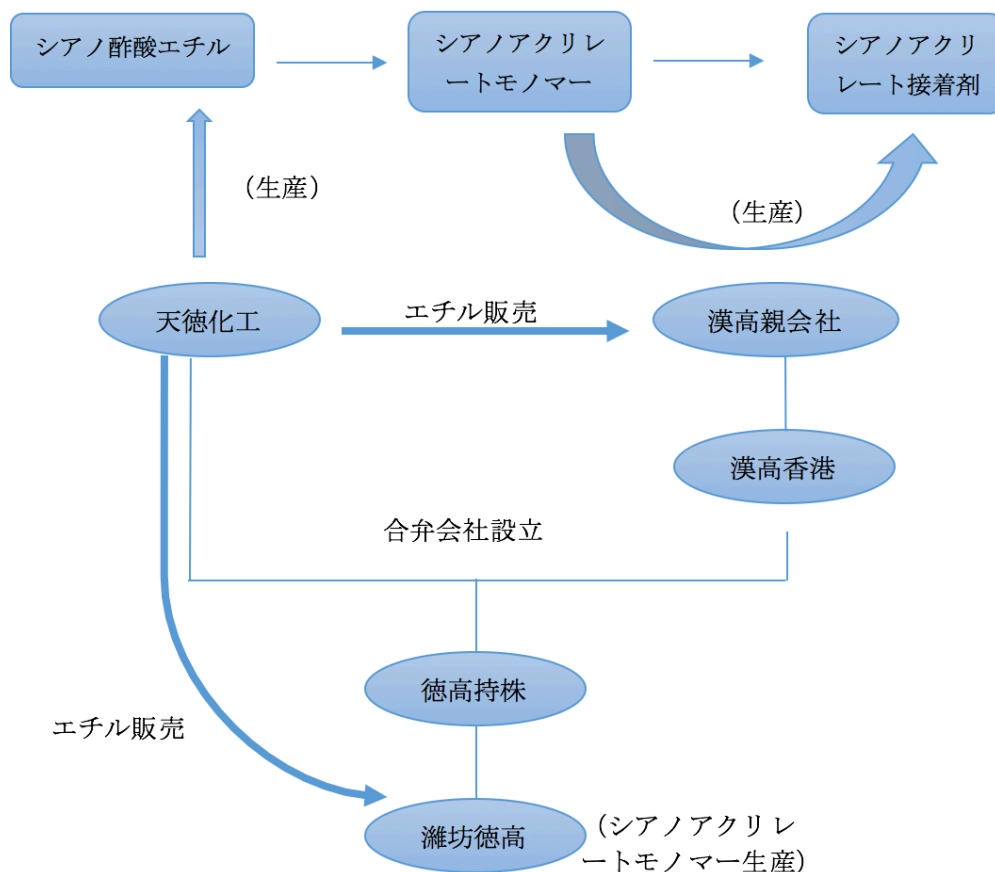 シアノ酢酸エチル
シアノアクリレ
ートモノマー
シアノアクリ
レート接着剤
（生産）
（生産）
天徳化工
エチル販売
漢高親会社
漢高香港
合弁会社設立
徳高持株
エチル販売
濰坊徳高
（シアノアクリレ
ートモノマー生産）